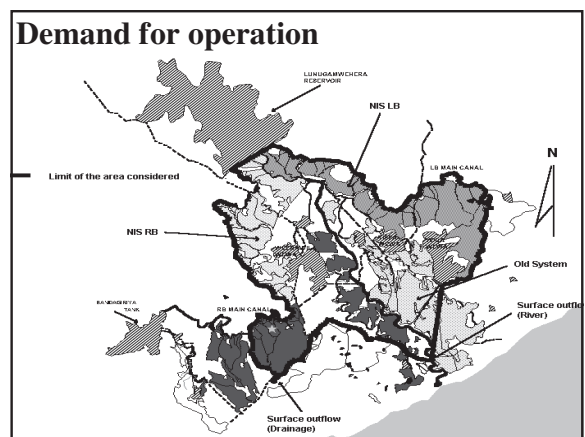 Demand for operation
LUNUGAMWEHERA
RESERVOIR
NIS LB
LB MAIN CANAL
N
Limit of the area considered
NIS RB
Old System
BANDAGIRIYA
TANK
RB MAIN CANAL
Surface outflow
(River)
Surface outflow
(Drainage)